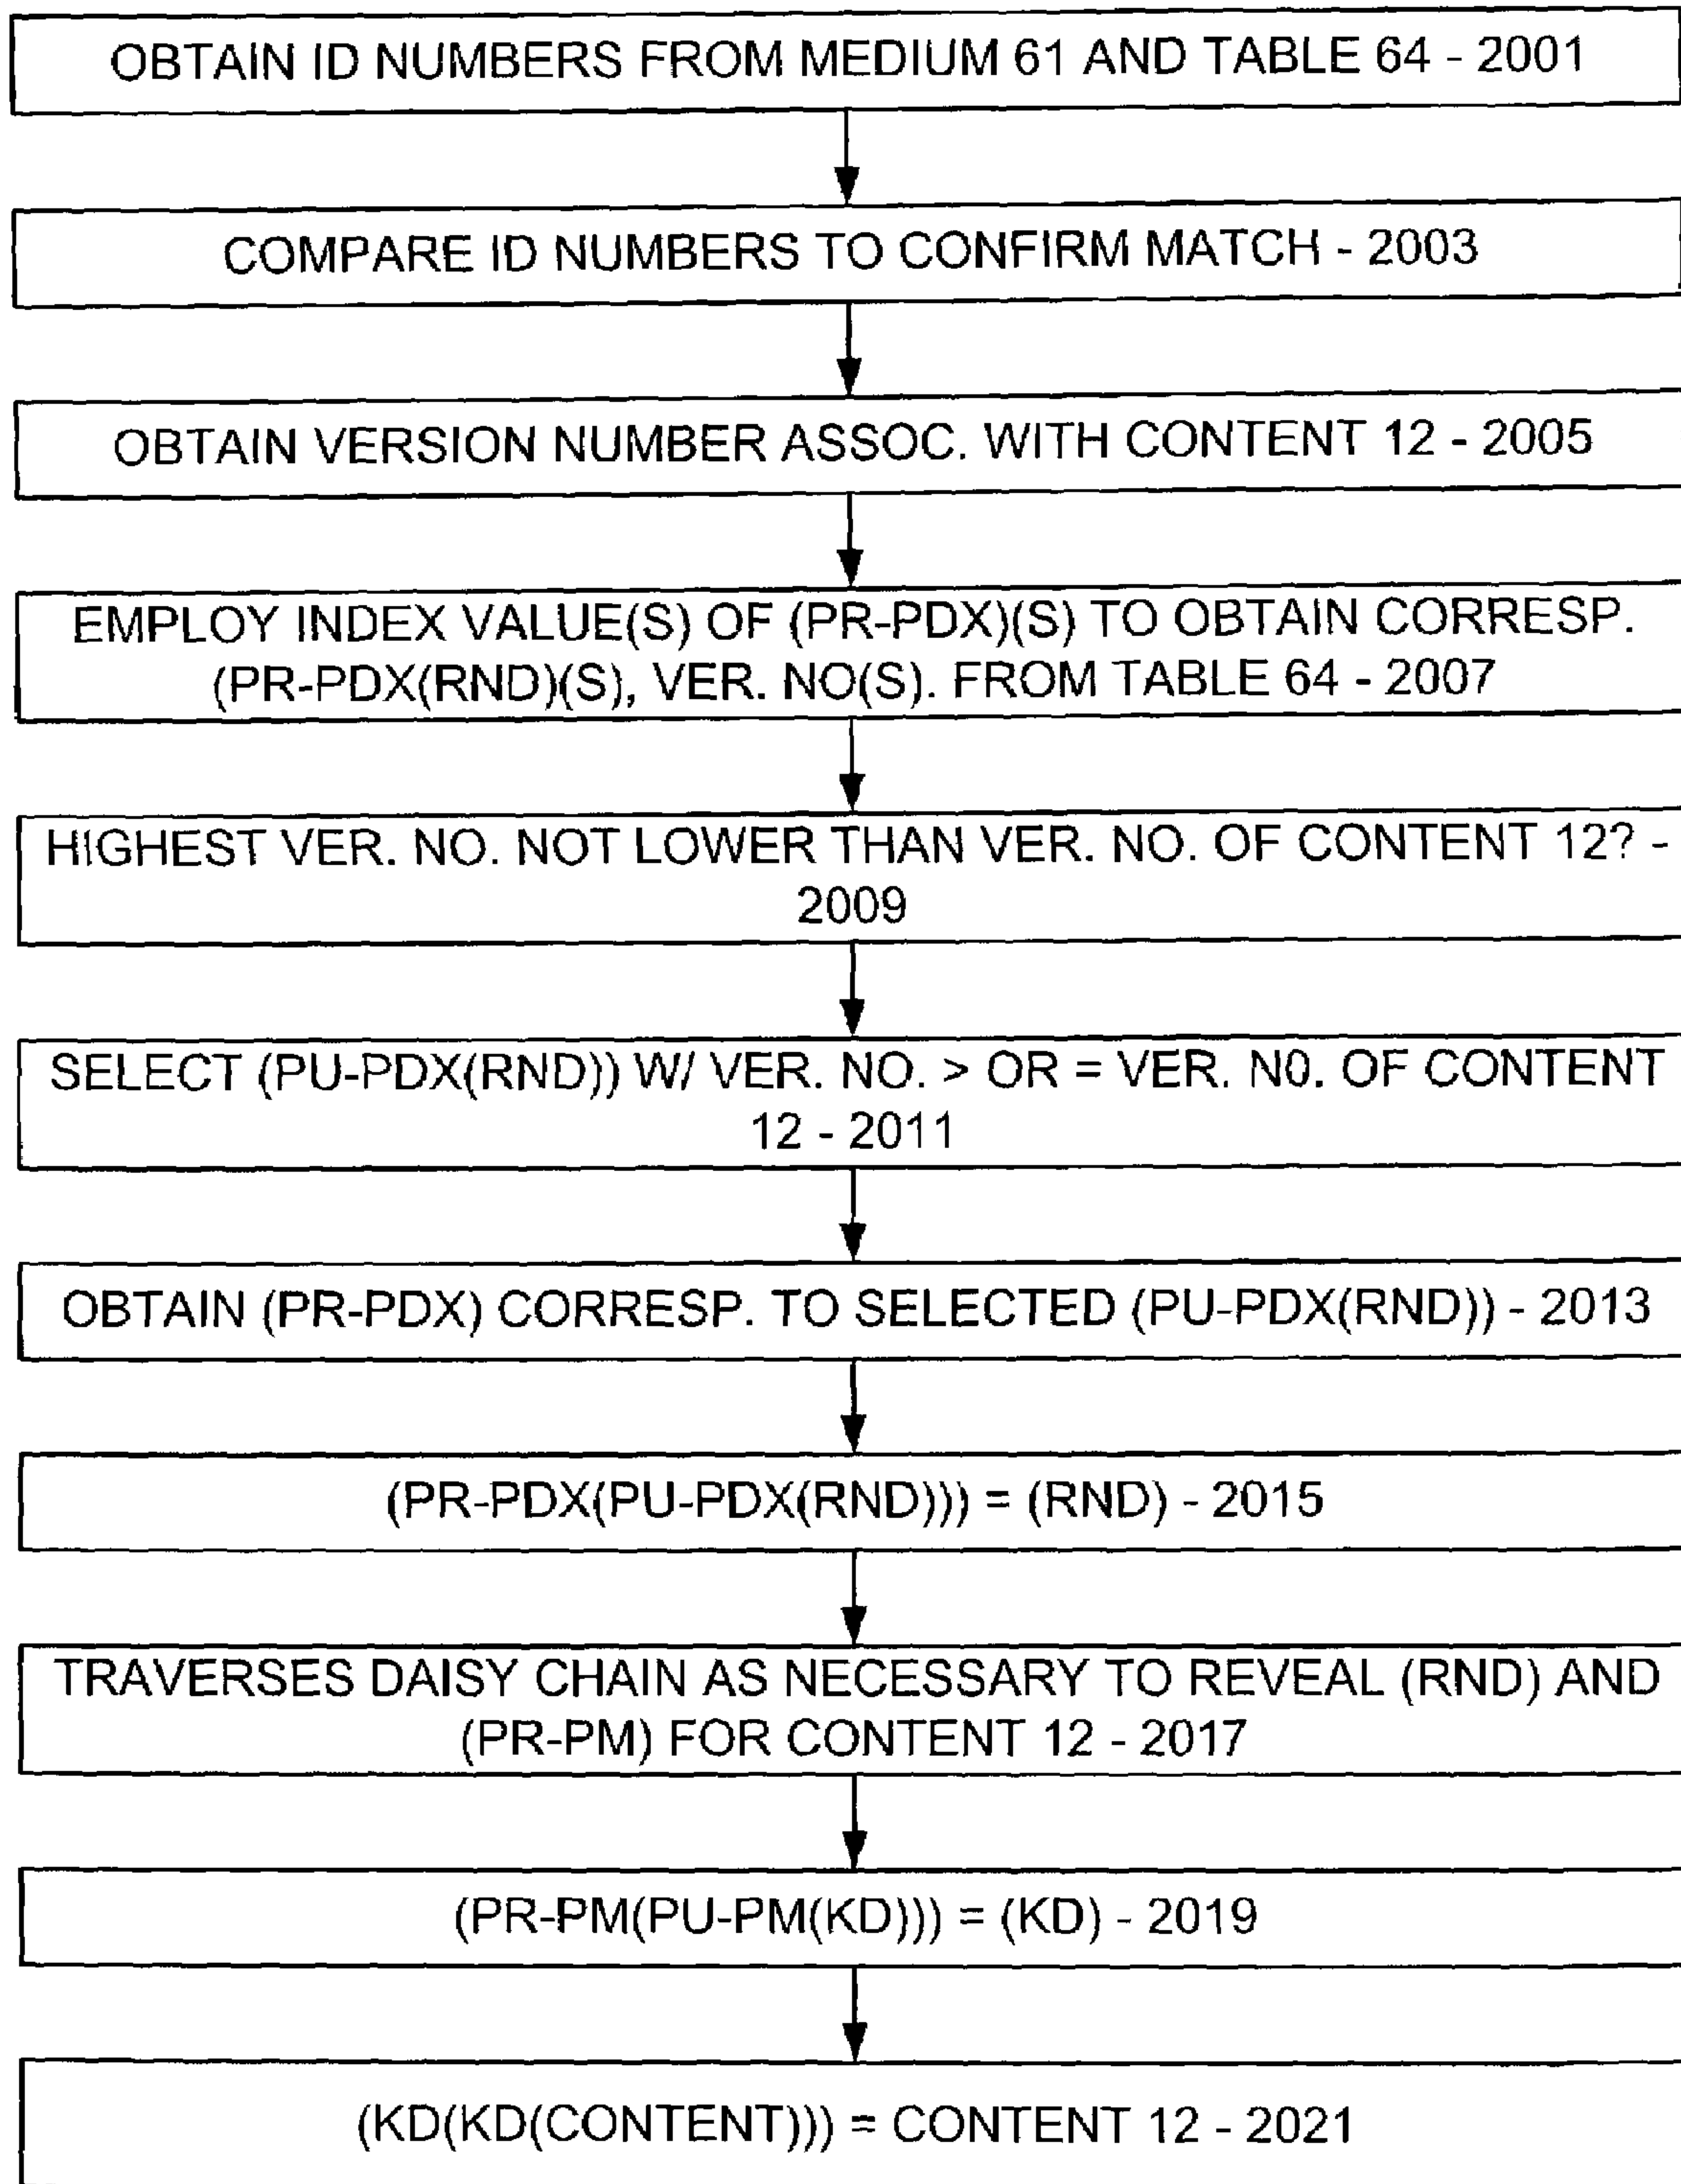 OBTAIN ID NUMBERS FROM MEDIUM 61 AND TABLE 64 - 2001
COMPARE ID NUMBERS TO CONFIRM MATCH - 2003
OBTAIN VERSION NUMBER ASSOC. WITH CONTENT 12 - 2005
EMPLOY INDEX VALUE(S) OF (PR-PDX)(S) TO OBTAIN CORRESP.
(PR-PDX(RND)(S), VER. NO(S). FROM TABLE 64 - 2007
HIGHEST VER. NO. NOT LOWER THAN VER. NO. OF CONTENT 12? -
2009
SELECT (PU-PDX(RND)) W/ VER. NO. > OR = VER. N0. OF CONTENT
12 - 2011
OBTAIN (PR-PDX) CORRESP. TO SELECTED (PU-PDX(RND)) - 2013
(PR-PDX(PU-PDX(RND))) = (RND) - 2015
TRAVERSES DAISY CHAIN AS NECESSARY TO REVEAL (RND) AND
(PR-PM) FOR CONTENT 12 - 2017
(PR-PM(PU-PM(KD))) = (KD) - 2019
(KD(KD(CONTENT))) = CONTENT 12 - 2021